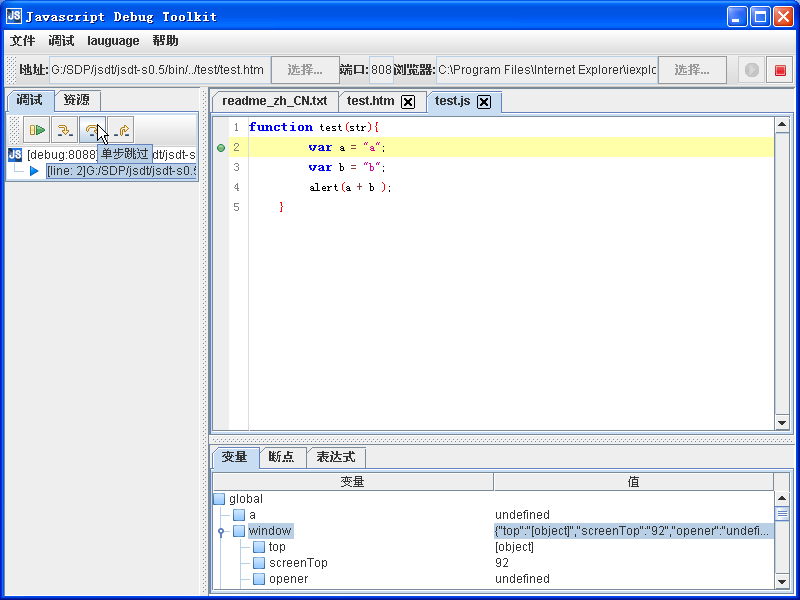 JS Javascript Debug Toolkit
文件 调试 lauguage 帮助
地址: G:/SDP/jsdt/jsdt-s0.5/bin/../test/test.htm 选择... 端口: 808 浏览器: C:\Program Files\Internet Explorer\iexplo 选择...
调试 资源
readme_zh_CN.txt test.htm test.js
JS [debug:8088] dt/jsdt-s
单步跳过
[line: 2]G:/SDP/jsdt/jsdt-s0.5
1 function test(str){
2 var a = "a";
3 var b = "b";
4 alert(a + b );
5 }
变量 断点 表达式
变量 值
global
a undefined
window {"top":"[object]","screenTop":"92","opener":"undefi...
top [object]
screenTop 92
opener undefined